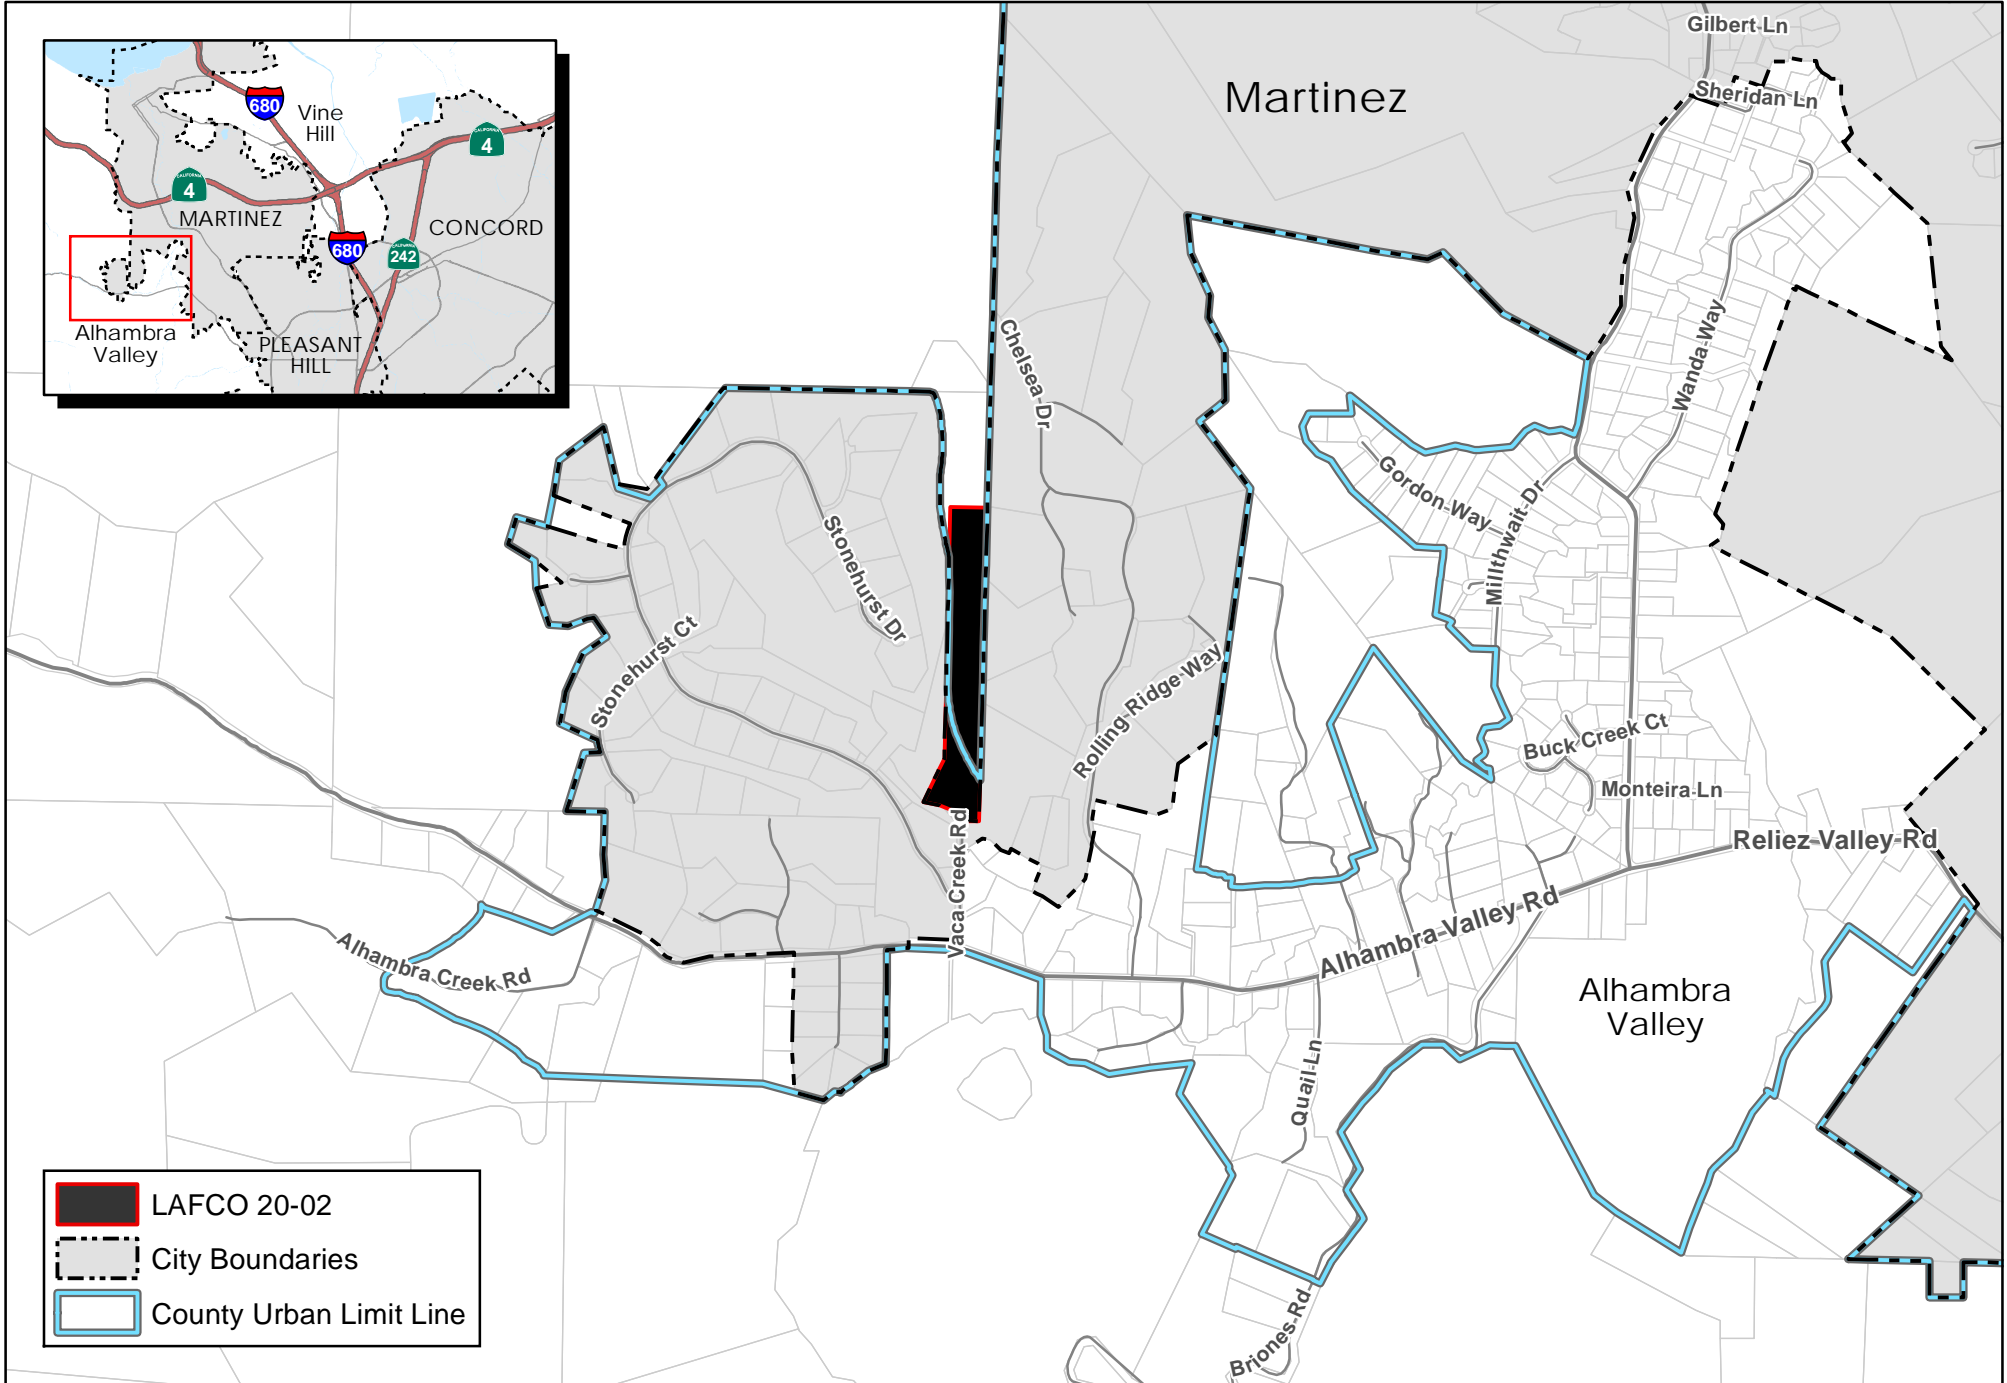 Gilbert Ln
Martinez
Sheridan Ln
680
Vine
Hill
CALIFORNIA
4
CALIFORNIA
4
MARTINEZ
CONCORD
680
CALIFORNIA
242
Alhambra
Valley
PLEASANT
HILL
Chelsea Dr
Wanda Way
Gordon Way
Millthwait Dr
Stonehurst Dr
Stonehurst Ct
Rolling Ridge Way
Buck Creek Ct
Monteira Ln
Reliez Valley Rd
Vaca Creek Rd
Alhambra Valley Rd
Alhambra Creek Rd
Alhambra
Valley
Quail Ln
Briones Rd
LAFCO 20-02
City Boundaries
County Urban Limit Line